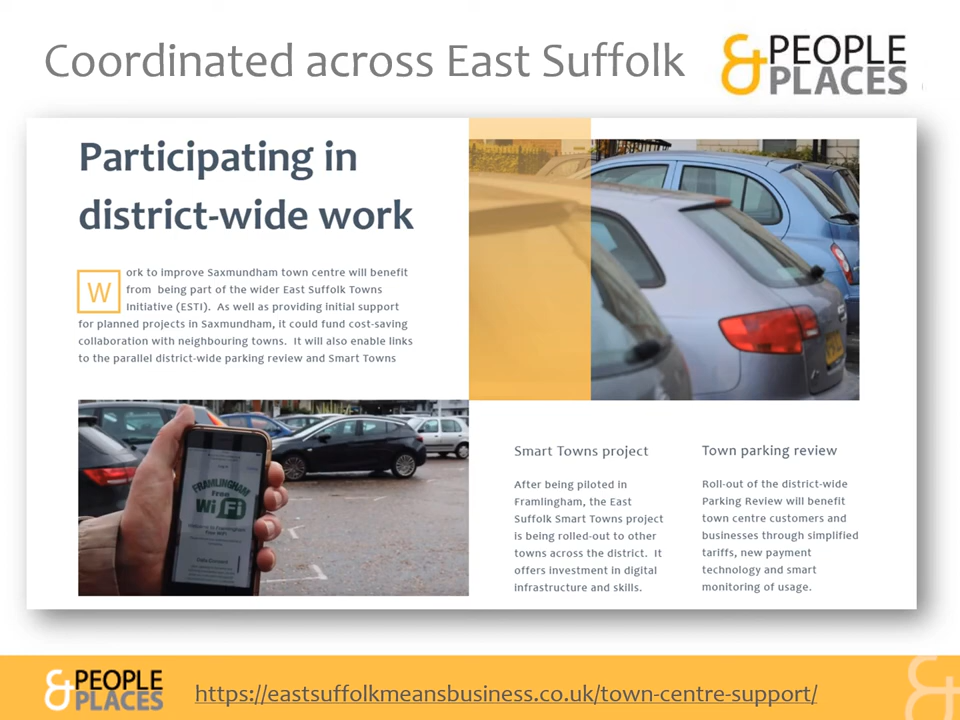 Coordinated across East Suffolk
& PEOPLE
PLACES
Participating in
district-wide work
Work to improve Saxmundham town centre will benefit
from being part of the wider East Suffolk Towns
Initiative (ESTI). As well as providing initial support
for planned projects in Saxmundham, it could fund cost-saving
collaboration with neighbouring towns. It will also enable links
to the parallel district-wide parking review and Smart Towns
FRAMLINGHAM
Free
WiFi
Welcome to Framlingham
Free WiFi
Smart Towns project
After being piloted in
Framlingham, the East
Suffolk Smart Towns project
is being rolled-out to other
towns across the district. It
offers investment in digital
infrastructure and skills.
Town parking review
Roll-out of the district-wide
Parking Review will benefit
town centre customers and
businesses through simplified
tariffs, new payment
technology and smart
monitoring of usage.
& PEOPLE
PLACES
https://eastsuffolkmeansbusiness.co.uk/town-centre-support/